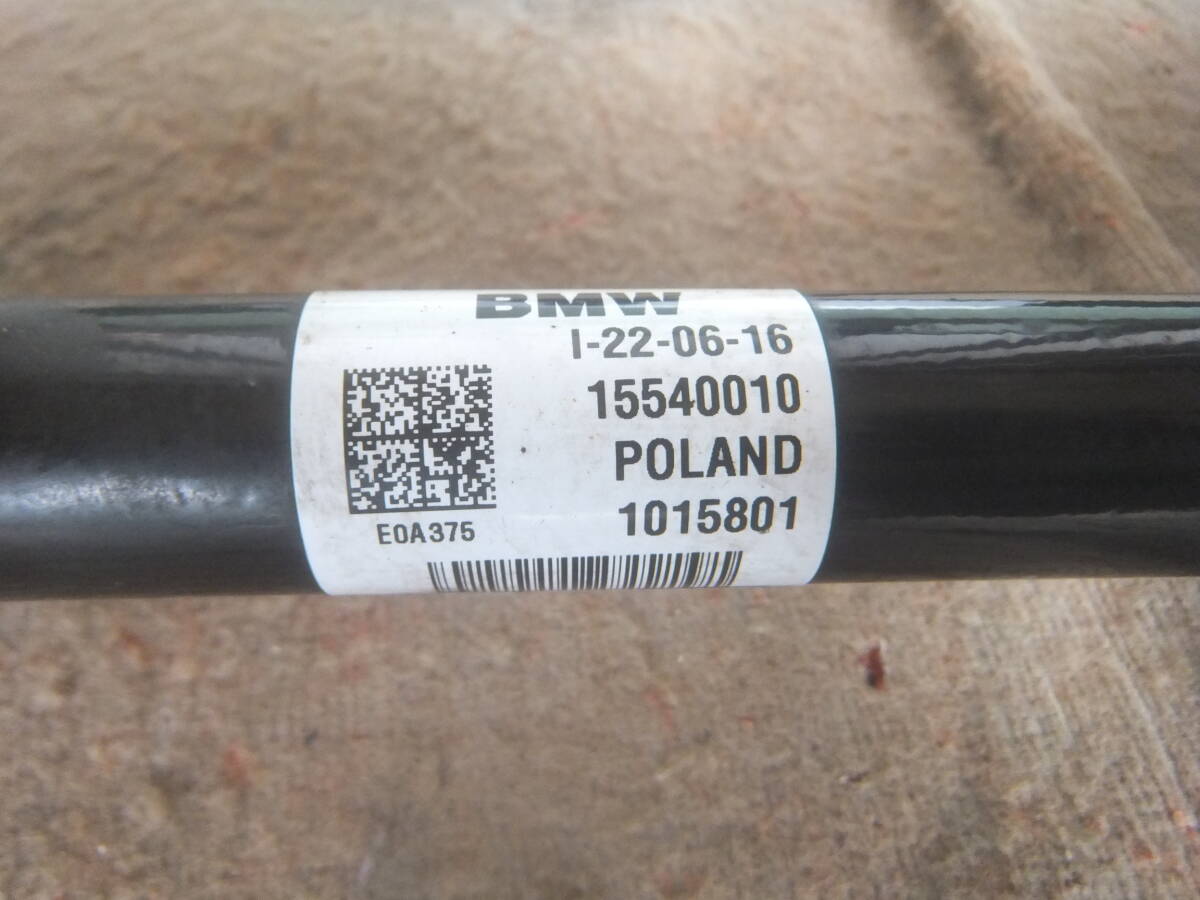 BMW
I-22-06-16
15540010
POLAND
1015801
E0A375